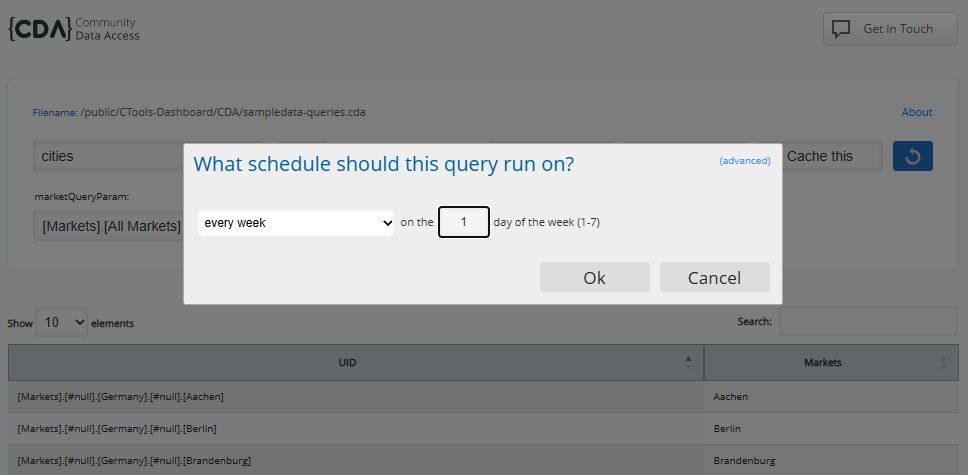 {CDA} Community
Data Access
Get in Touch
Filename: /public/CTools-Dashboard/CDA/sampledata-queries.cda
About
cities
Cache this
What schedule should this query run on?
(advanced)
marketQueryParam:
[Markets].[All Markets]
every week on the 1 day of the week (1-7)
Ok Cancel
Show 10 elements
Search:
UID Markets
[Markets].[#null].[Germany].[#null].[Aachen] Aachen
[Markets].[#null].[Germany].[#null].[Berlin] Berlin
[Markets].[#null].[Germany].[#null].[Brandenburg] Brandenburg